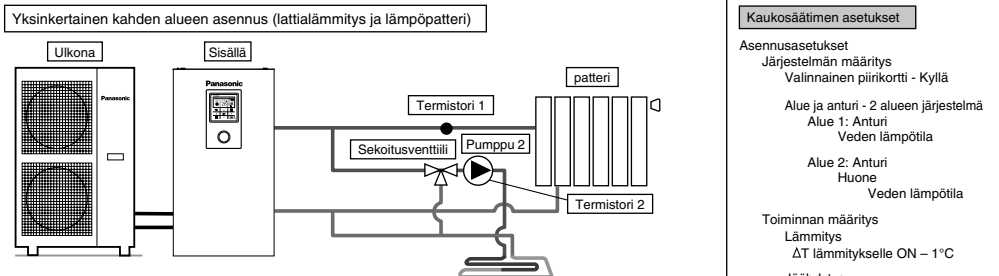 Yksinkertainen kahden alueen asennus (lattialämmitys ja lämpöpatteri)
Ulkona
Sisällä
Panasonic
Panasonic
patteri
Termistori 1
Sekoitusventtiili
Pumppu 2
Termistori 2
Kaukosäätimen asetukset
Asennusasetukset
Järjestelmän määritys
Valinnainen piirikortti - Kyllä
Alue ja anturi - 2 alueen järjestelmä
Alue 1: Anturi
Veden lämpötila
Alue 2: Anturi
Huone
Veden lämpötila
Toiminnan määritys
Lämmitys
ΔT lämmitykselle ON – 1°C